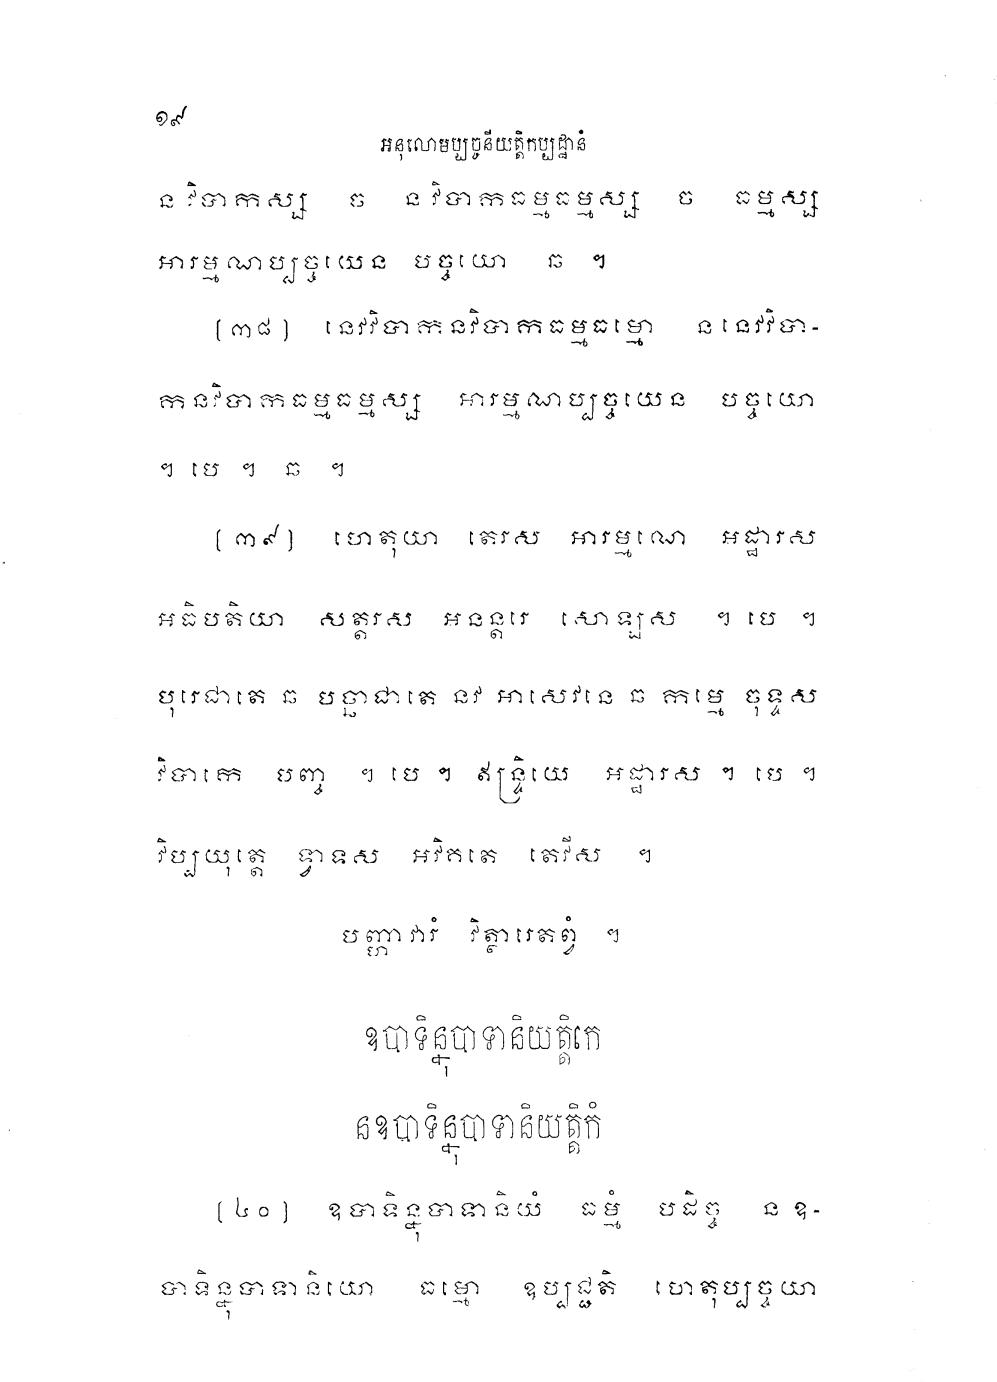 ១៩
អនុលោមប្បច្ចនីយត្តិកប្បដ្ឋានំ
នវិបាកស្ស ច នវិបាកធម្មធម្មស្ស ច ធម្មស្ស
អារម្មណប្បច្ចយេន បច្ចយោ ឆ ។
[៣៨] នេវវិបាកនវិបាកធម្មធម្មោ ននេវវិបា-
កនវិបាកធម្មធម្មស្ស អារម្មណប្បច្ចយេន បច្ចយោ
។ បេ ។ ឆ ។
[៣៩] ហេតុយា តេរស អារម្មណេ អដ្ឋារស
អធិបតិយា សត្តរស អនន្តរេ សោឡស ។ បេ ។
បុរេជាតេ ឆ បច្ឆាជាតេ នវ អាសេវនេ ឆ កម្មេ ចុទ្ទស
វិបាកេ បញ្ច ។ បេ ។ ឥន្ទ្រិយេ អដ្ឋារស ។ បេ ។
វិប្បយុត្តេ ទ្វាទស អវិគតេ តេវីស ។
បញ្ហាវារំ វិត្ថារេតព្វំ ។
ឧបាទិន្នុបាទានិយត្តិកេ
នឧបាទិន្នុបាទានិយត្តិកំ
[៤០] ឧបាទិន្នុបាទានិយំ ធម្មំ បដិច្ច នឧ-
បាទិន្នុបាទានិយោ ធម្មោ ឧប្បជ្ជតិ ហេតុប្បច្ចយា